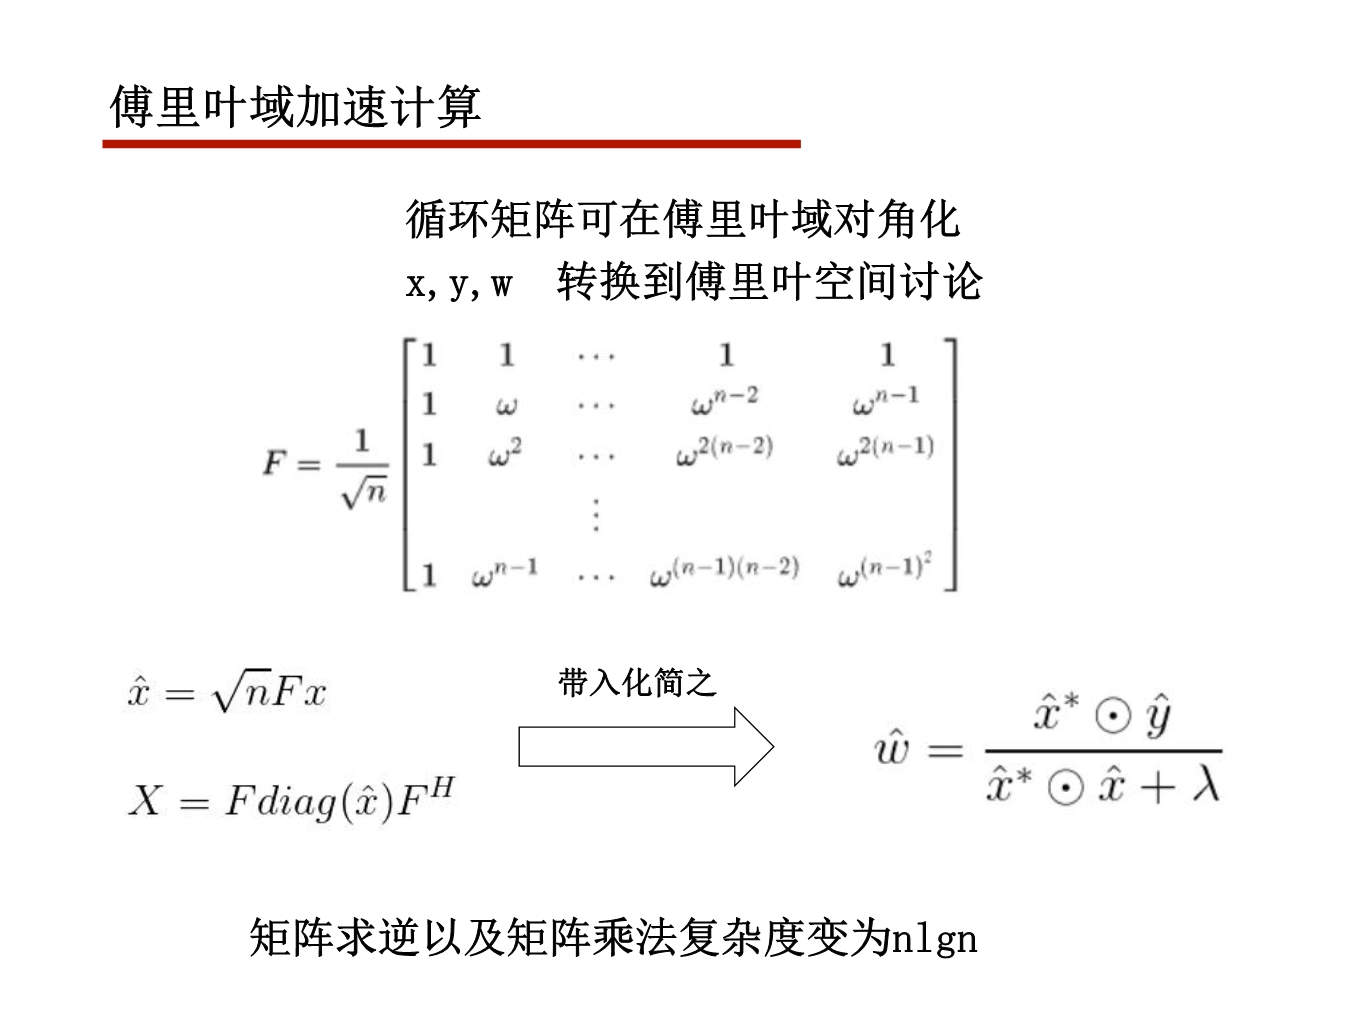 傅里叶域加速计算
循环矩阵可在傅里叶域对角化
x,y,w 转换到傅里叶空间讨论
F = \frac{1}{\sqrt{n}} \begin{bmatrix} 1 & 1 & \cdots & 1 & 1 \\ 1 & \omega & \cdots & \omega^{n-2} & \omega^{n-1} \\ 1 & \omega^2 & \cdots & \omega^{2(n-2)} & \omega^{2(n-1)} \\ & & \vdots & & \\ 1 & \omega^{n-1} & \cdots & \omega^{(n-1)(n-2)} & \omega^{(n-1)^2} \end{bmatrix}
\hat{x} = \sqrt{n}Fx
带入化简之
\hat{w} = \frac{\hat{x}^* \odot \hat{y}}{\hat{x}^* \odot \hat{x} + \lambda}
X = Fdiag(\hat{x})F^H
矩阵求逆以及矩阵乘法复杂度变为nlgn